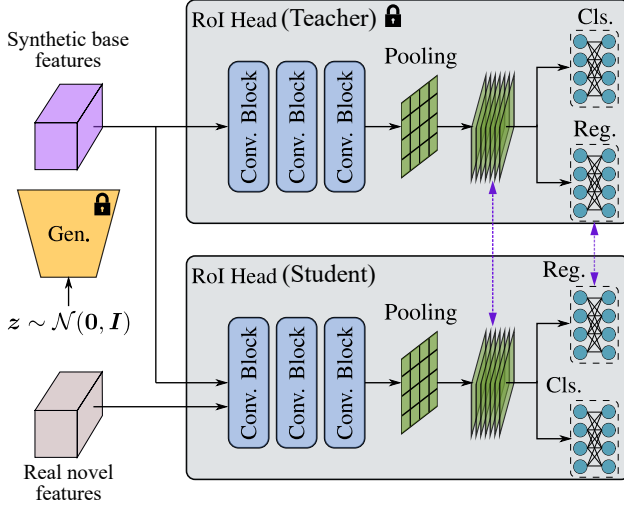 Synthetic base
features
Gen.
z ∼ N(0, I)
Real novel
features
RoI Head (Teacher)
Conv. Block
Conv. Block
Conv. Block
Pooling
Cls.
Reg.
RoI Head (Student)
Conv. Block
Conv. Block
Conv. Block
Pooling
Reg.
Cls.